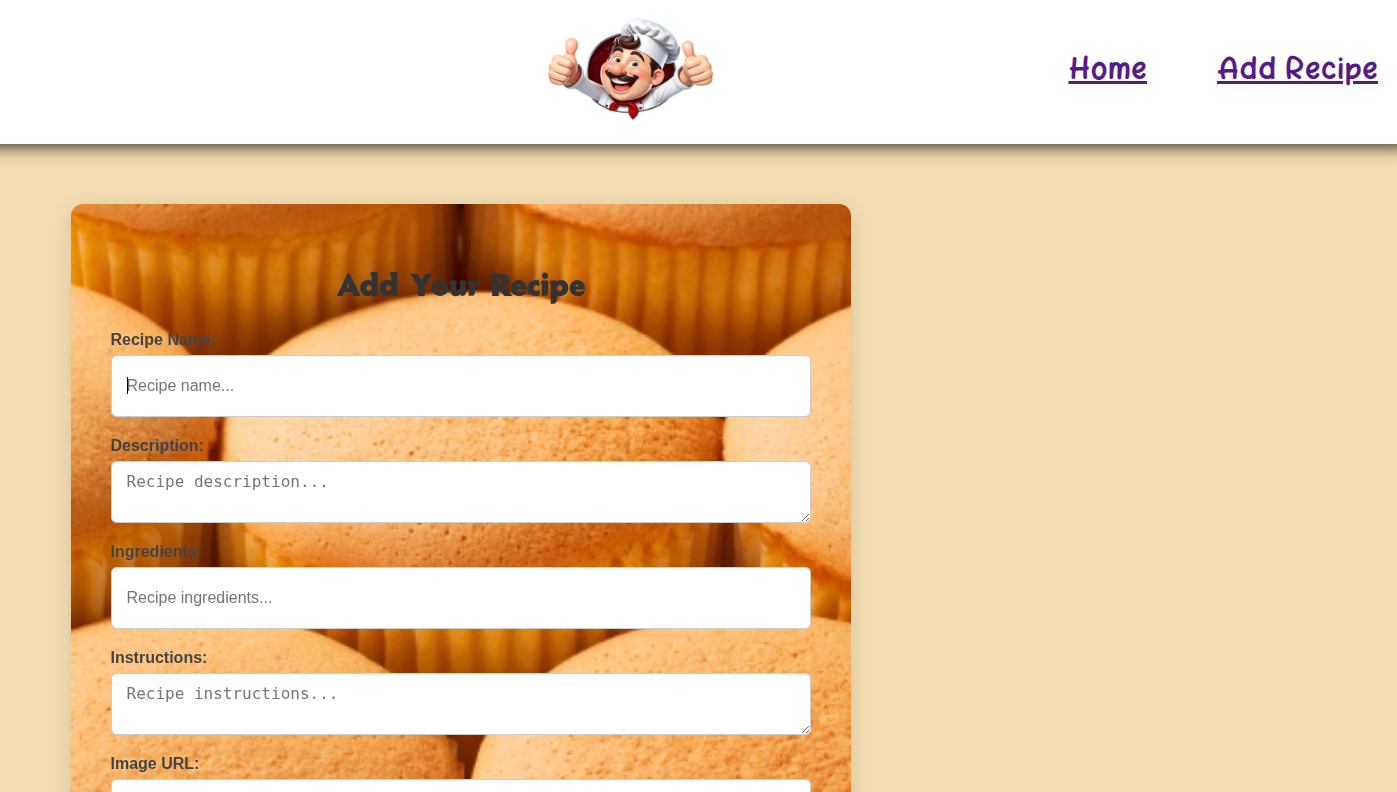 Home Add Recipe
Add Your Recipe
Recipe Name:
Recipe name...
Description:
Recipe description...
Ingredients:
Recipe ingredients...
Instructions:
Recipe instructions...
Image URL: